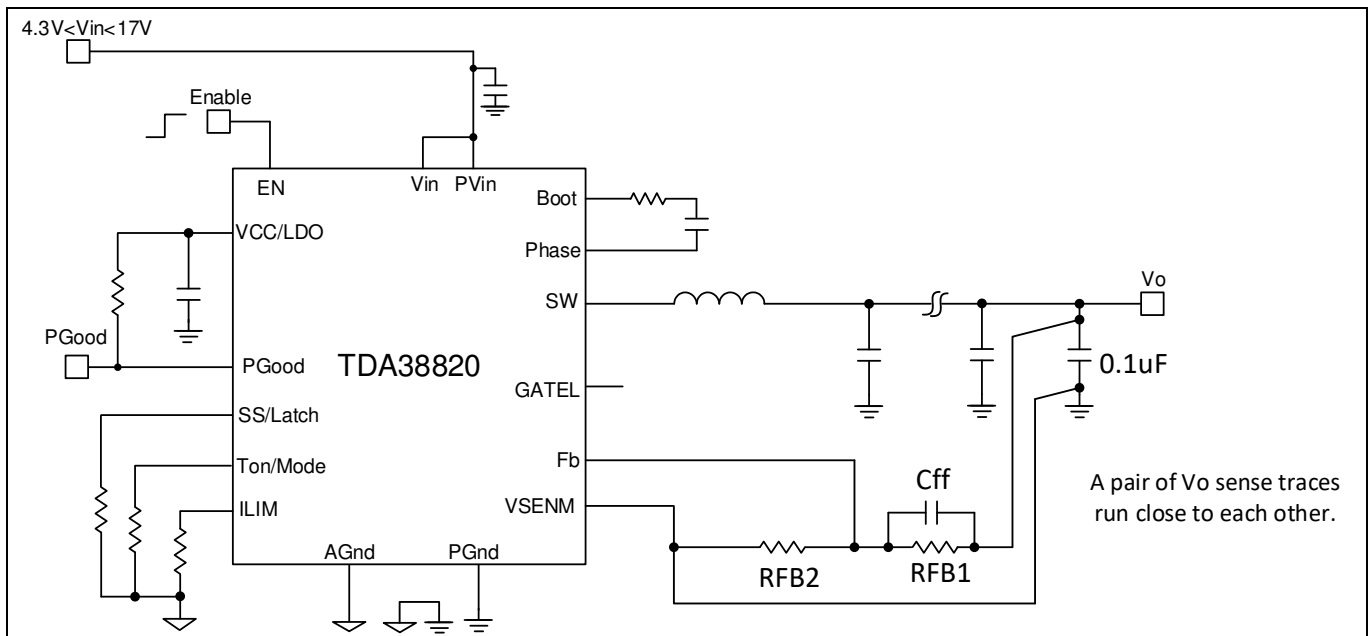 4.3V<Vin<17V
Enable
EN
Vin
PVin
Boot
VCC/LDO
Phase
SW
Vo
PGood
PGood
TDA38820
0.1uF
GATEL
SS/Latch
Ton/Mode
Fb
Cff
A pair of Vo sense traces
run close to each other.
ILIM
VSENM
AGnd
PGnd
RFB2
RFB1